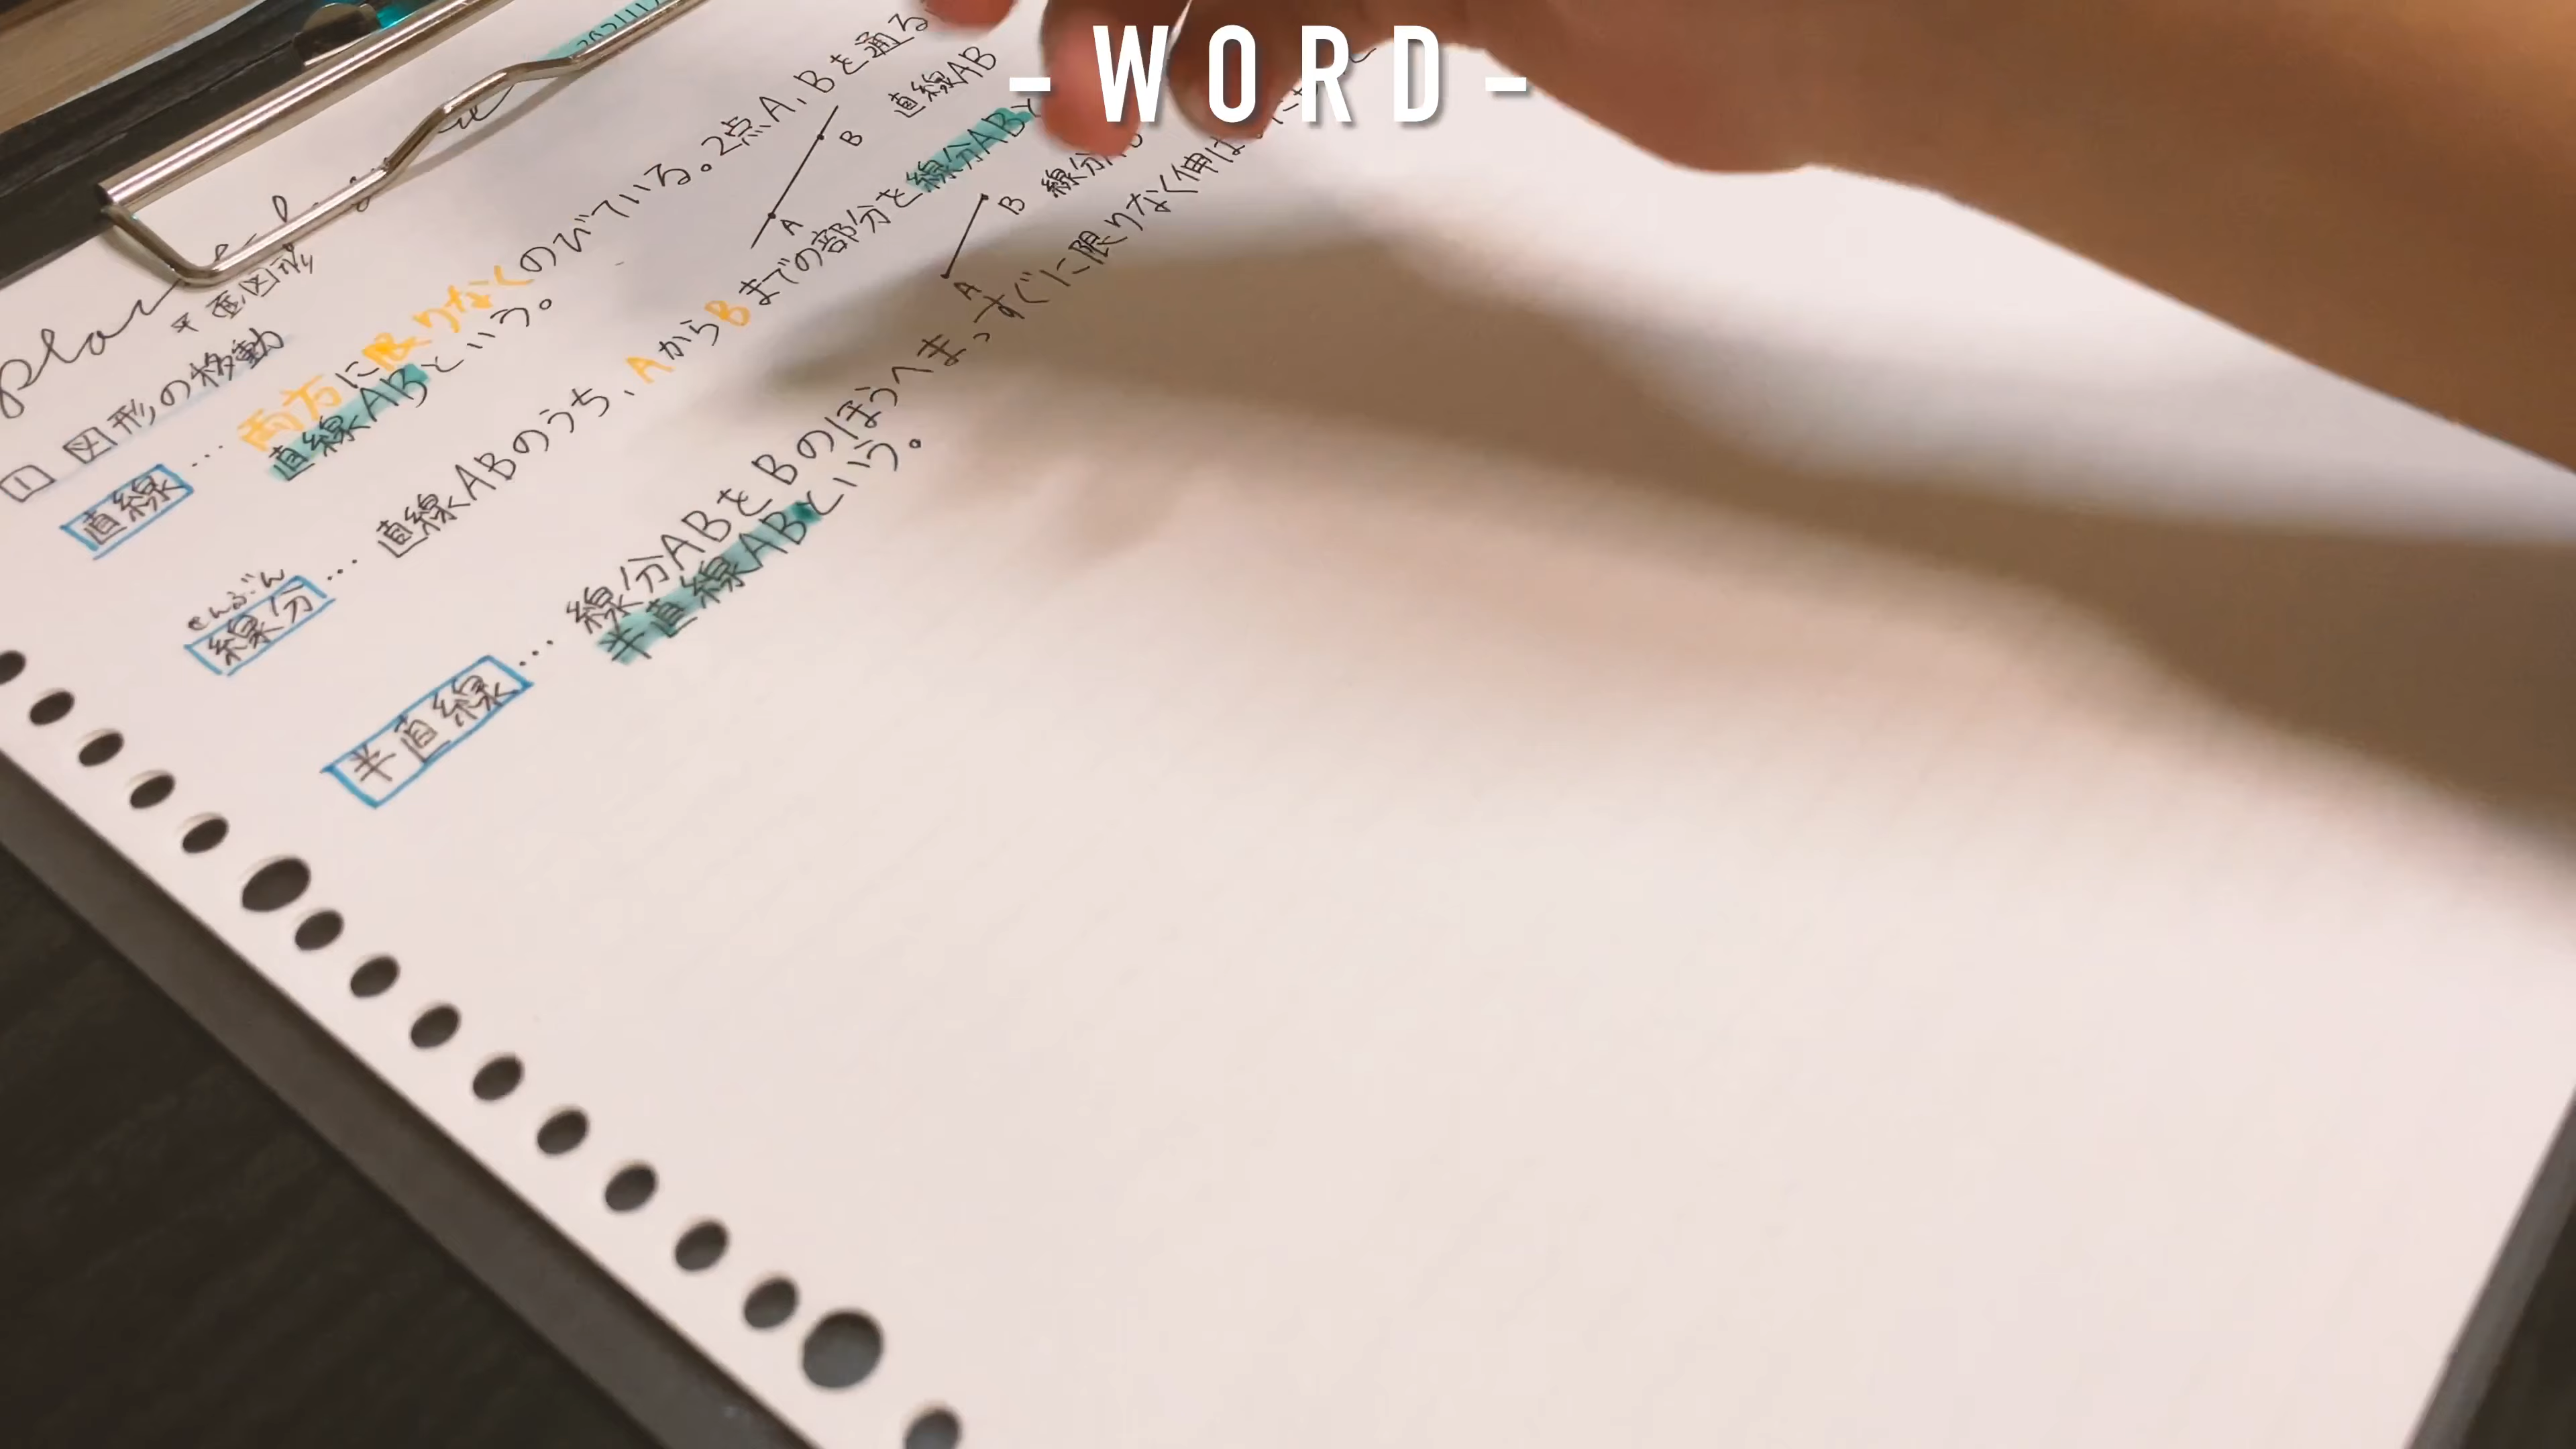 - WORD -
平面図形
1 図形の移動
直線 … 両方に限りなくのびている。2点A、Bを通る
直線ABという。
B
A
直線AB
せんぶん
線分 … 直線ABのうち、AからBまでの部分を線分ABと
B
A
線分
半直線 … 線分ABをBのほうへまっすぐに限りなく伸ば
半直線ABという。